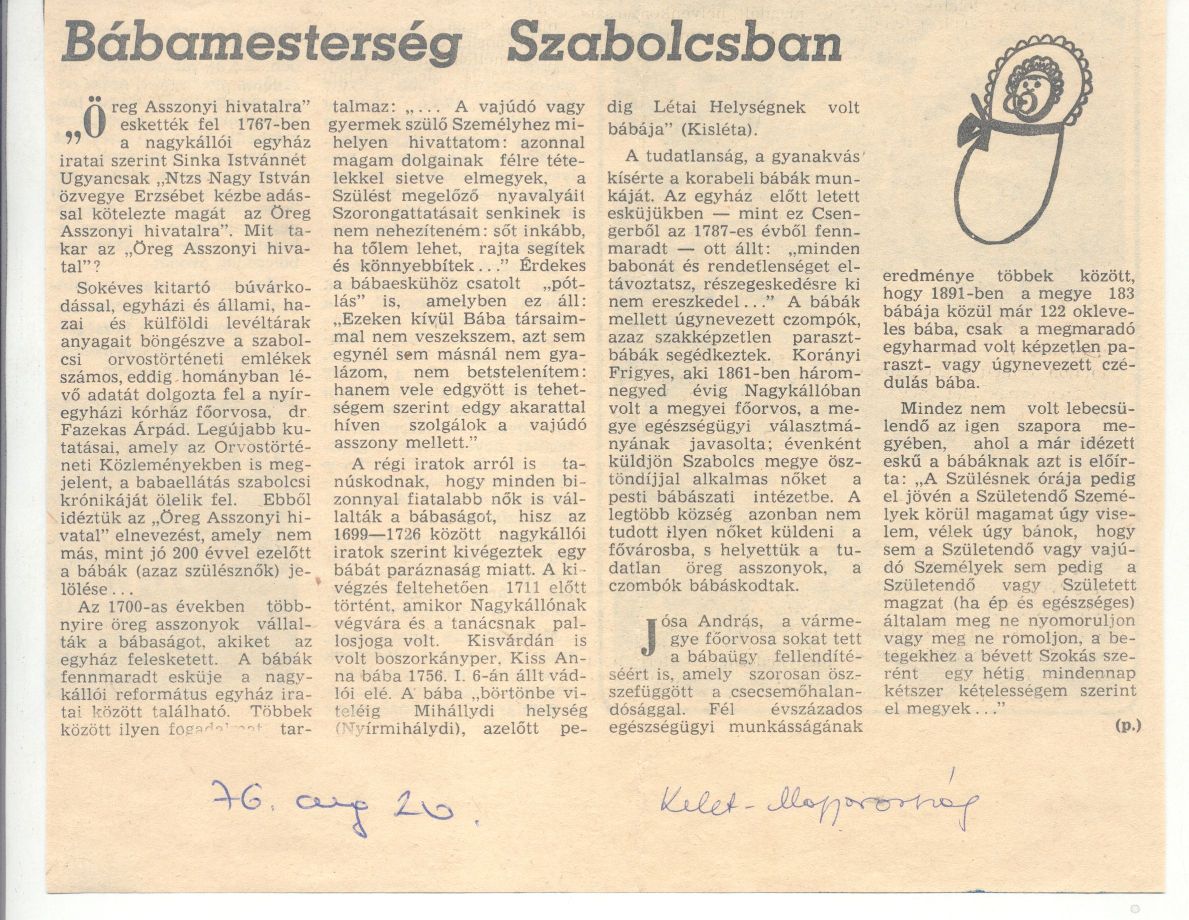 Bábamesterség Szabolcsban
„Öreg Asszonyi hivatalra”
eskették fel 1767-ben
a nagykállói egyház
iratai szerint Sinka Istvánnét
Ugyancsak „Ntzs Nagy István
özvegye Erzsébet kézbe adás-
sal kötelezte magát az Öreg
Asszonyi hivatalra”. Mit ta-
kar az „Öreg Asszonyi hiva-
tal”?
Sokéves kitartó búvárko-
dással, egyházi és állami, ha-
zai és külföldi levéltárak
anyagait böngészve a szabol-
csi orvostörténeti emlékek
számos, eddig hományban lé-
vő adatát dolgozta fel a nyír-
egyházi kórház főorvosa, dr
Fazekas Árpád. Legújabb ku-
tatásai, amely az Orvostörté-
neti Közleményekben is meg-
jelent, a babaellátás szabolcsi
krónikáját ölelik fel. Ebből
idéztük az „Öreg Asszonyi hi-
vatal” elnevezést, amely nem
más, mint jó 200 évvel ezelőtt
a bábák (azaz szülésznők) je-
lölése...
Az 1700-as években több-
nyire öreg asszonyok vállal-
ták a bábaságot, akiket az
egyház felesketett. A bábák
fennmaradt esküje a nagy-
kállói református egyház ira-
tai között található. Többek
között ilyen fogadalmat tar-
talmaz: „... A vajúdó vagy
gyermek szülő Személyhez mi-
helyen hivattatom: azonnal
magam dolgainak félre téte-
lekkel sietve elmegyek, a
Szülést megelőző nyavalyáit
Szorongattatásait senkinek is
nem nehezíteném: sőt inkább,
ha tőlem lehet, rajta segítek
és könnyebbítek...” Érdekes
a bábaeskühöz csatolt „pót-
lás” is, amelyben ez áll:
„Ezeken kívül Bába társaim-
mal nem veszekszem, azt sem
egynél sem másnál nem gya-
lázom, nem betstelenítem:
hanem vele edgyött is tehet-
ségem szerint edgy akarattal
híven szolgálok a vajúdó
asszony mellett.”
A régi iratok arról is ta-
núskodnak, hogy minden bi-
zonnyal fiatalabb nők is vál-
lalták a bábaságot, hisz az
1699—1726 között nagykállói
iratok szerint kivégeztek egy
bábát paráznaság miatt. A ki-
végzés feltehetően 1711 előtt
történt, amikor Nagykállónak
végvára és a tanácsnak pal-
losjoga volt. Kisvárdán is
volt boszorkányper, Kiss An-
na bába 1756. I. 6-án állt vád-
lói elé. A bába „börtönbe vi-
teléig Mihállydi helység
(Nyírmihálydi), azelőtt pe-
dig Létai Helységnek volt
bábája” (Kisléta).
A tudatlanság, a gyanakvás
kísérte a korabeli bábák mun-
káját. Az egyház előtt letett
esküjükben — mint ez Csen-
gerből az 1787-es évből fenn-
maradt — ott állt: „minden
babonát és rendetlenséget el-
távoztatsz, részegeskedésre ki
nem ereszkedel...” A bábák
mellett úgynevezett czompók,
azaz szakképzetlen paraszt-
bábák segédkeztek. Korányi
Frigyes, aki 1861-ben három-
negyed évig Nagykállóban
volt a megyei főorvos, a me-
gye egészségügyi választmá-
nyának javasolta; évenként
küldjön Szabolcs megye ösz-
töndíjjal alkalmas nőket a
pesti bábászati intézetbe. A
legtöbb község azonban nem
tudott ilyen nőket küldeni a
fővárosba, s helyettük a tu-
datlan öreg asszonyok, a
czombók bábáskodtak.
Jósa András, a várme-
gye főorvosa sokat tett
a bábaügy fellendíté-
séért is, amely szorosan ösz-
szefüggött a csecsemőhalan-
dósággal. Fél évszázados
egészségügyi munkásságának
eredménye többek között,
hogy 1891-ben a megye 183
bábája közül már 122 okleve-
les bába, csak a megmaradó
egyharmad volt képzetlen pa-
raszt- vagy úgynevezett czé-
dulás bába.
Mindez nem volt lebecsü-
lendő az igen szapora me-
gyében, ahol a már idézett
eskü a bábáknak azt is előír-
ta: „A Szülésnek órája pedig
el jövén a Születendő Szemé-
lyek körül magamat úgy vise-
lem, vélek úgy bánok, hogy
sem a Születendő vagy vajú-
dó Személyek sem pedig a
Születendő vagy Született
magzat (ha ép és egészséges)
általam meg ne nyomoruljon
vagy meg ne romoljon, a be-
tegekhez a bévett Szokás sze-
rént egy hétig mindennap
kétszer kételességem szerint
el megyek...”
(p.)
76. aug 20.
Kelet-Magyarország